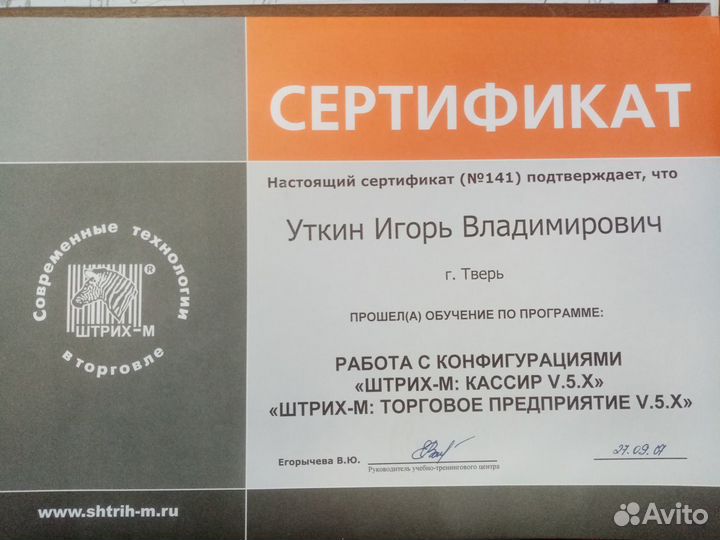 СЕРТИФИКАТ
Настоящий сертификат (№141) подтверждает, что
Уткин Игорь Владимирович
г. Тверь
ПРОШЕЛ(А) ОБУЧЕНИЕ ПО ПРОГРАММЕ:
РАБОТА С КОНФИГУРАЦИЯМИ
«ШТРИХ-М: КАССИР V.5.X»
«ШТРИХ-М: ТОРГОВОЕ ПРЕДПРИЯТИЕ V.5.X»
Егорычева В.Ю.
Руководитель учебно-тренингового центра
27.09.07
Современные технологии
®
ШТРИХ-М
в торговле
www.shtrih-m.ru
Avito